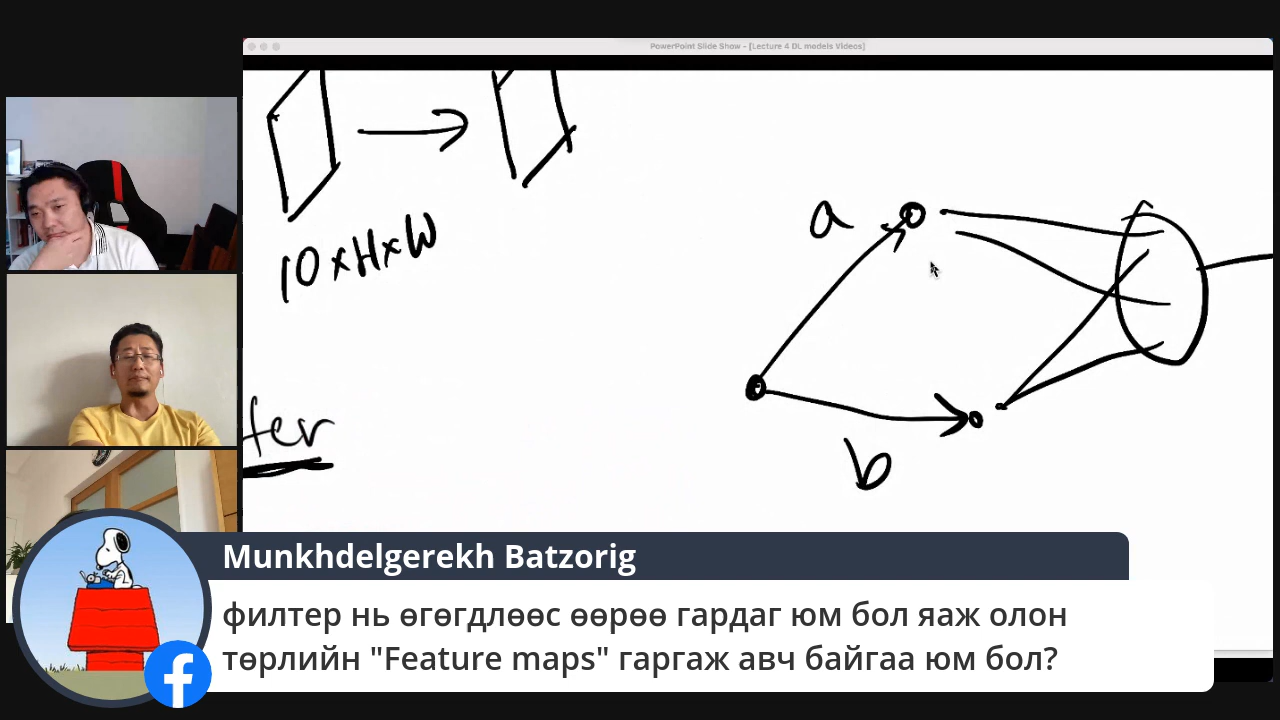 PowerPoint Slide Show - [Lecture 4 DL models Videos]
10×H×W
a
b
ter
Munkhdelgerekh Batzorig
филтер нь өгөгдлөөс өөрөө гардаг юм бол яаж олон
төрлийн "Feature maps" гаргаж авч байгаа юм бол?